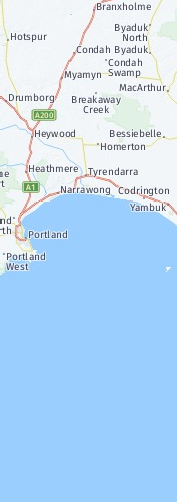 Branxholme
Byaduk
North
Hotspur
Condah Byaduk
Condah
Swamp
Myamyn
MacArthur
Drumborg
Breakaway
Creek
A200
Heywood
Bessiebelle
Homerton
Heathmere
Tyrendarra
A1
Narrawong
Codrington
Yambuk
Portland
Portland
West